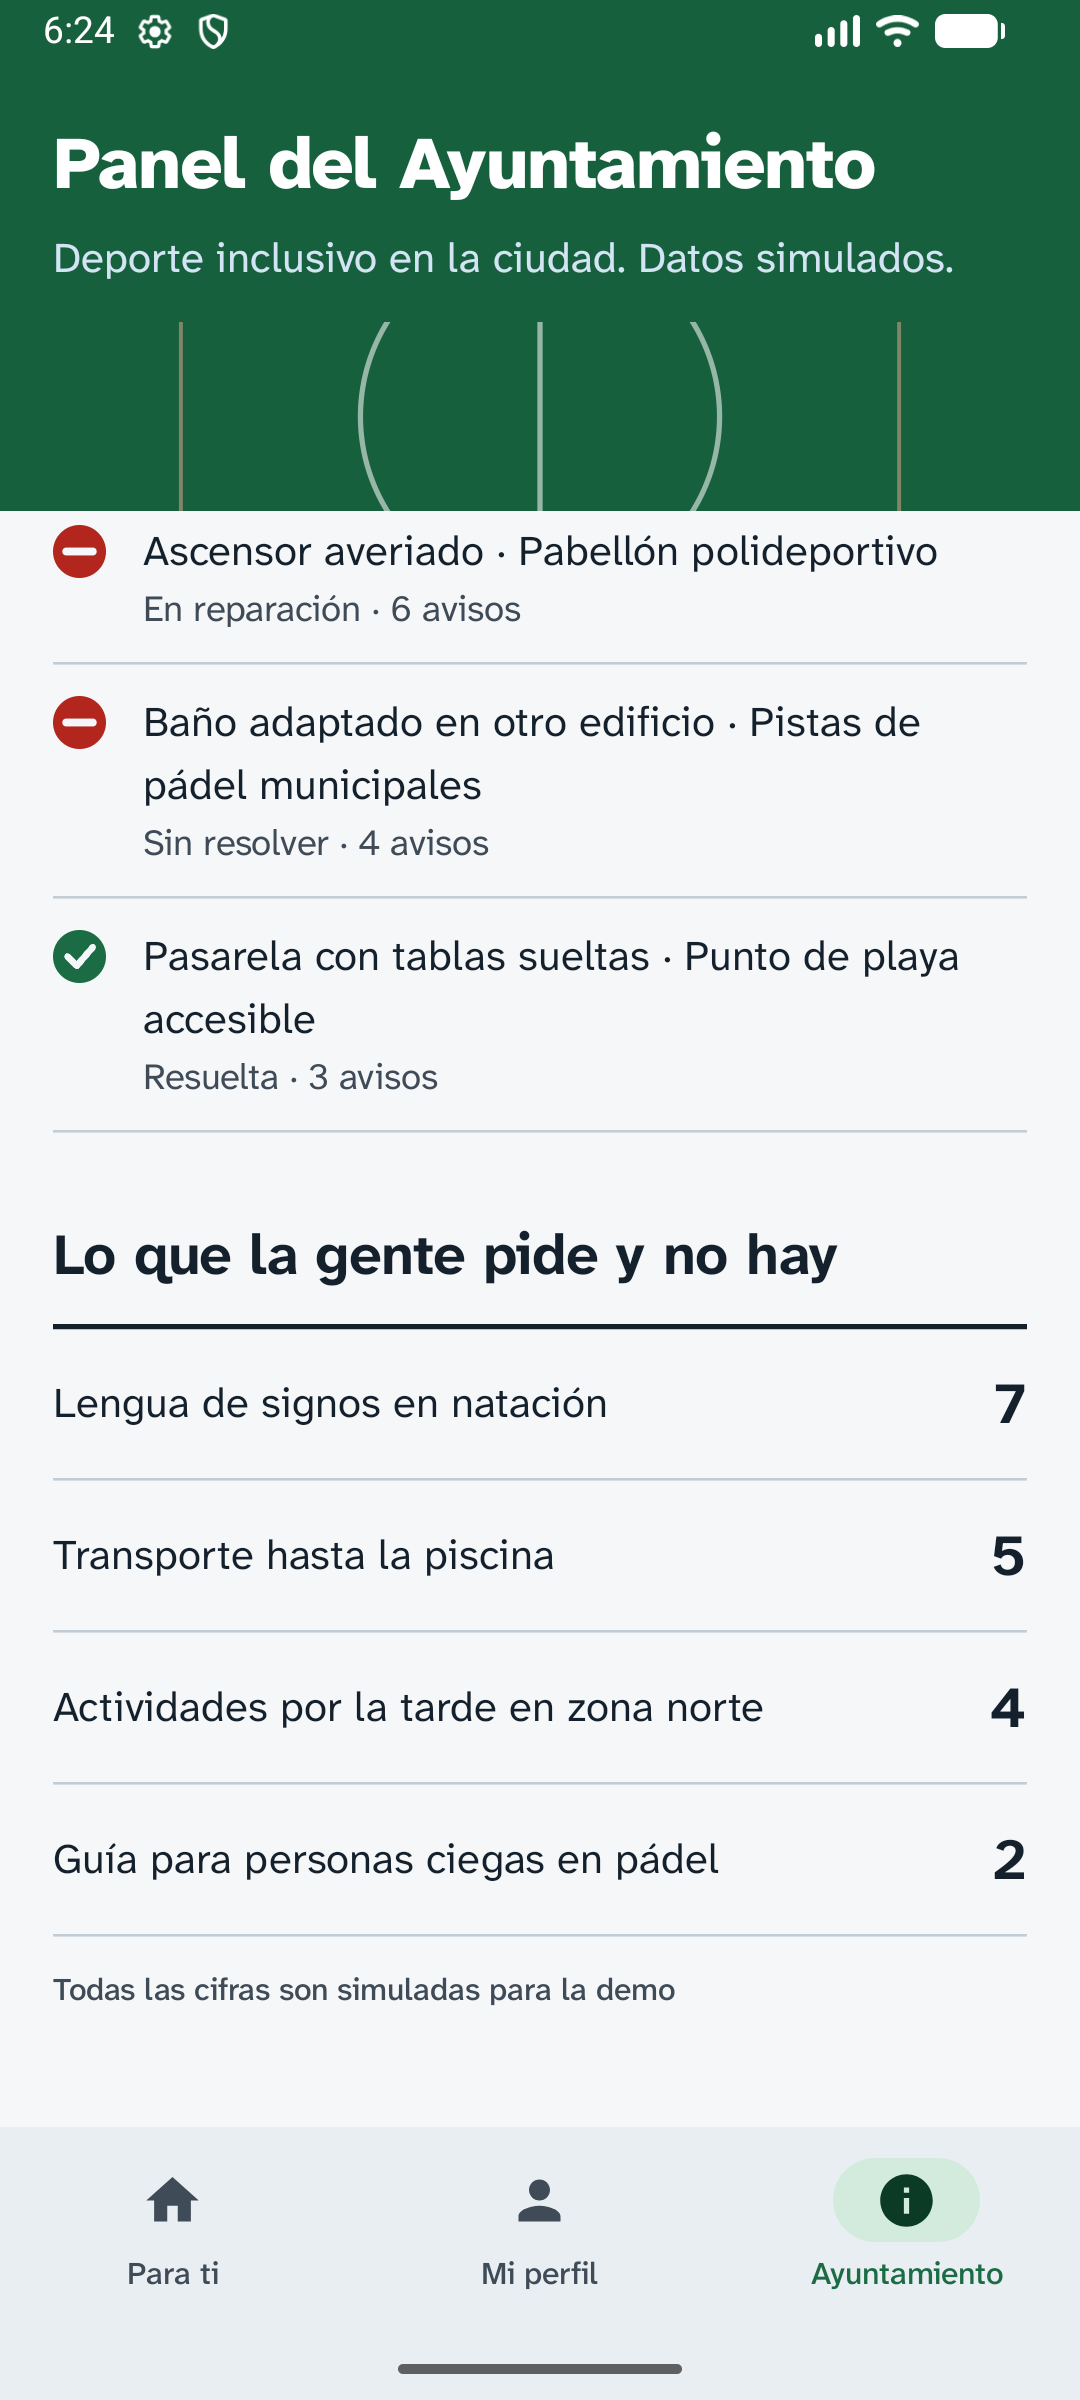 6:24
Panel del Ayuntamiento
Deporte inclusivo en la ciudad. Datos simulados.
Ascensor averiado · Pabellón polideportivo
En reparación · 6 avisos
Baño adaptado en otro edificio · Pistas de
pádel municipales
Sin resolver · 4 avisos
Pasarela con tablas sueltas · Punto de playa
accesible
Resuelta · 3 avisos
Lo que la gente pide y no hay
Lengua de signos en natación 7
Transporte hasta la piscina 5
Actividades por la tarde en zona norte 4
Guía para personas ciegas en pádel 2
Todas las cifras son simuladas para la demo
Para ti Mi perfil Ayuntamiento